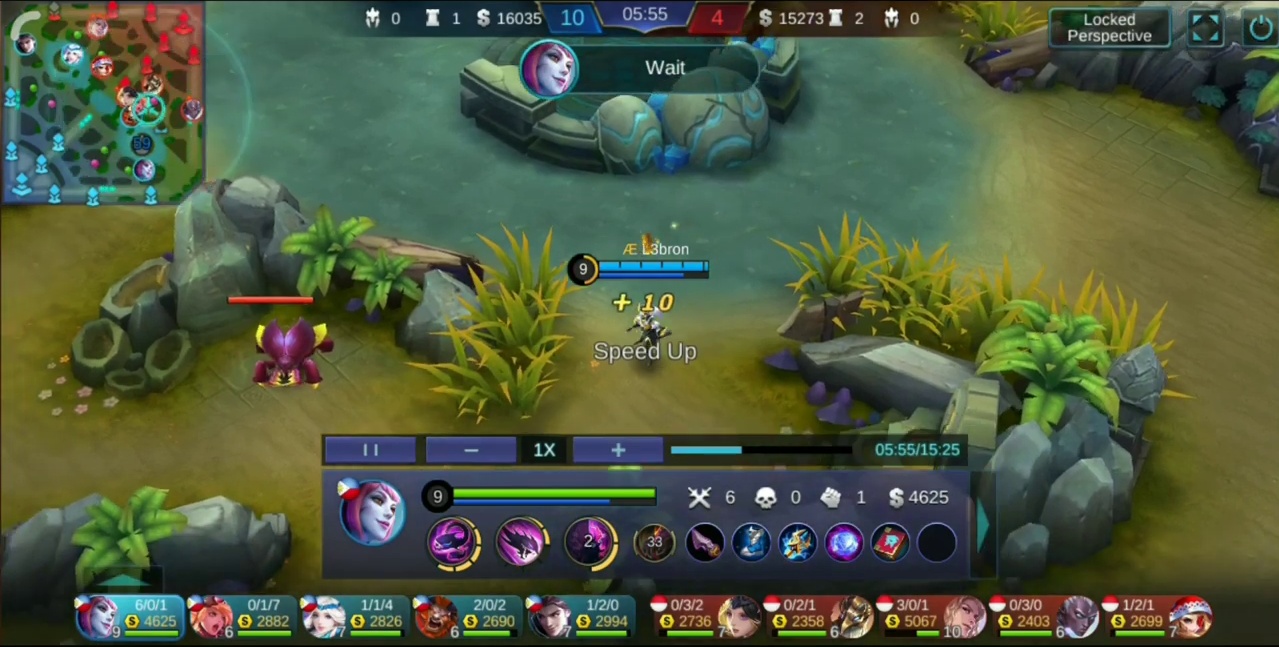 0 1 $ 16035 10 05:55 4 $ 15273 2 0
Locked
Perspective
Wait
Æ L3bron
9
+ 10
Speed Up
1X
05:55/15:25
9 6 0 1 $ 4625
2 33
6/0/1 0/1/7 1/1/4 2/0/2 1/2/0 0/3/2 0/2/1 3/0/1 0/3/0 1/2/1
9 4625 6 2882 7 2826 6 2690 7 2994 2736 7 2358 6 5067 10 2403 6 2699 7